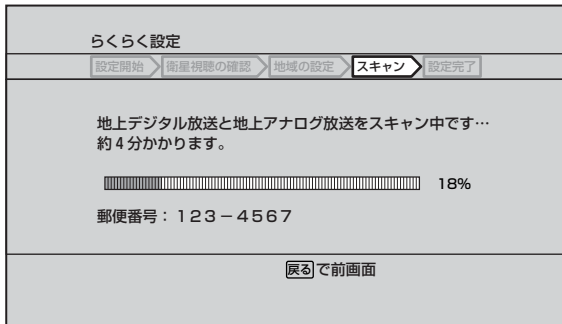 らくらく設定
設定開始 衛星視聴の確認 地域の設定 スキャン 設定完了
地上デジタル放送と地上アナログ放送をスキャン中です…
約4分かかります。
18%
郵便番号：123−4567
戻るで前画面